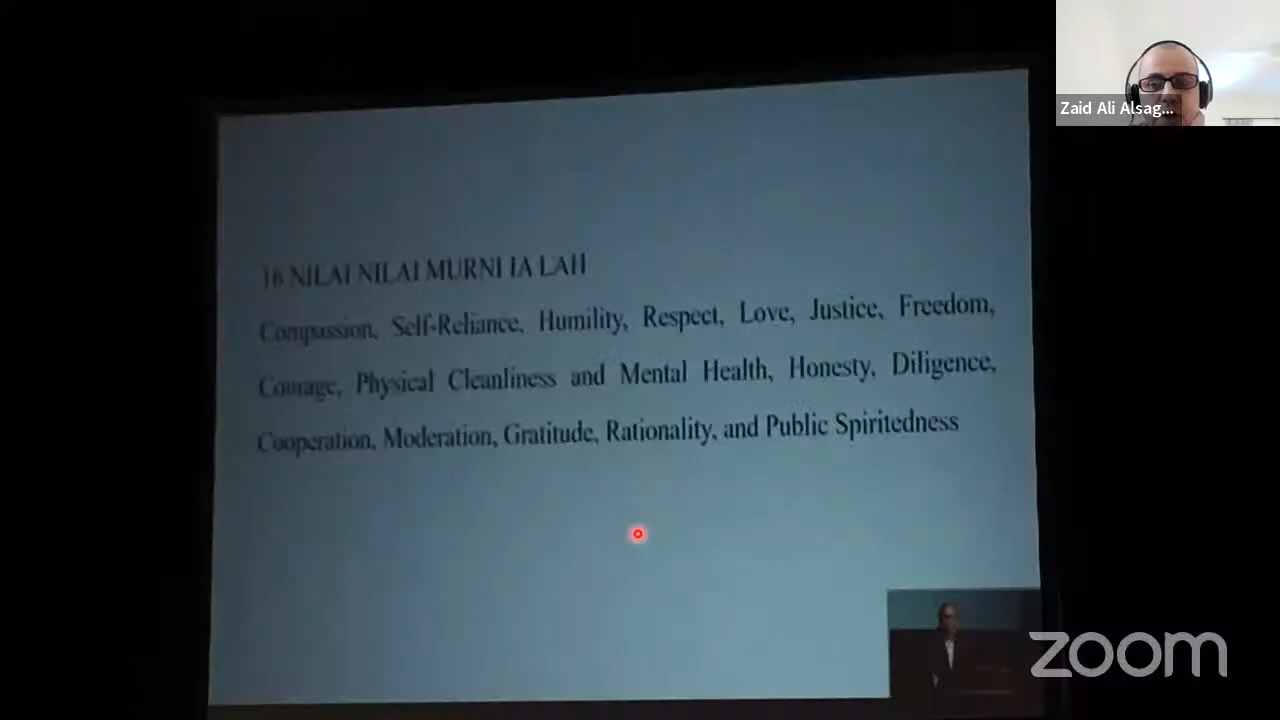 Zaid Ali Alsag...
16 NILAI NILAI MURNI IA LAH
Compassion, Self-Reliance, Humility, Respect, Love, Justice, Freedom,
Courage, Physical Cleanliness and Mental Health, Honesty, Diligence,
Cooperation, Moderation, Gratitude, Rationality, and Public Spiritedness
zoom